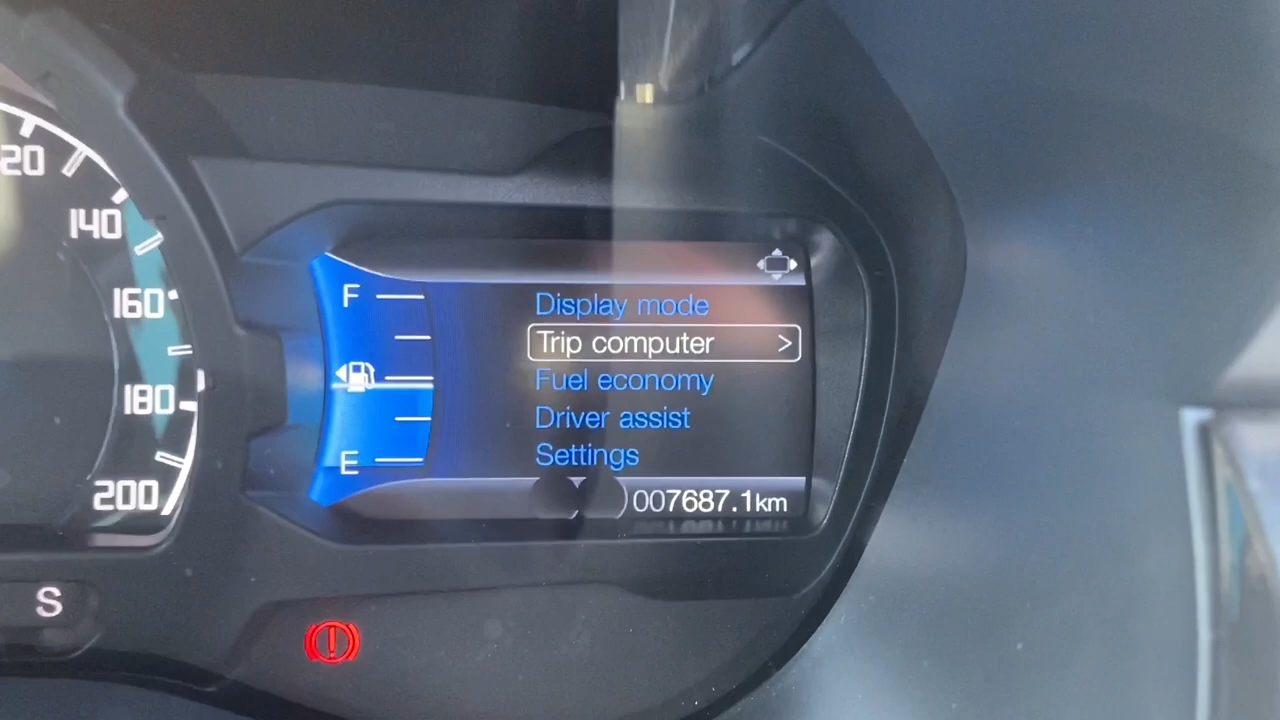 20
140
160
180
200
S
F
E
Display mode
Trip computer >
Fuel economy
Driver assist
Settings
007687.1km